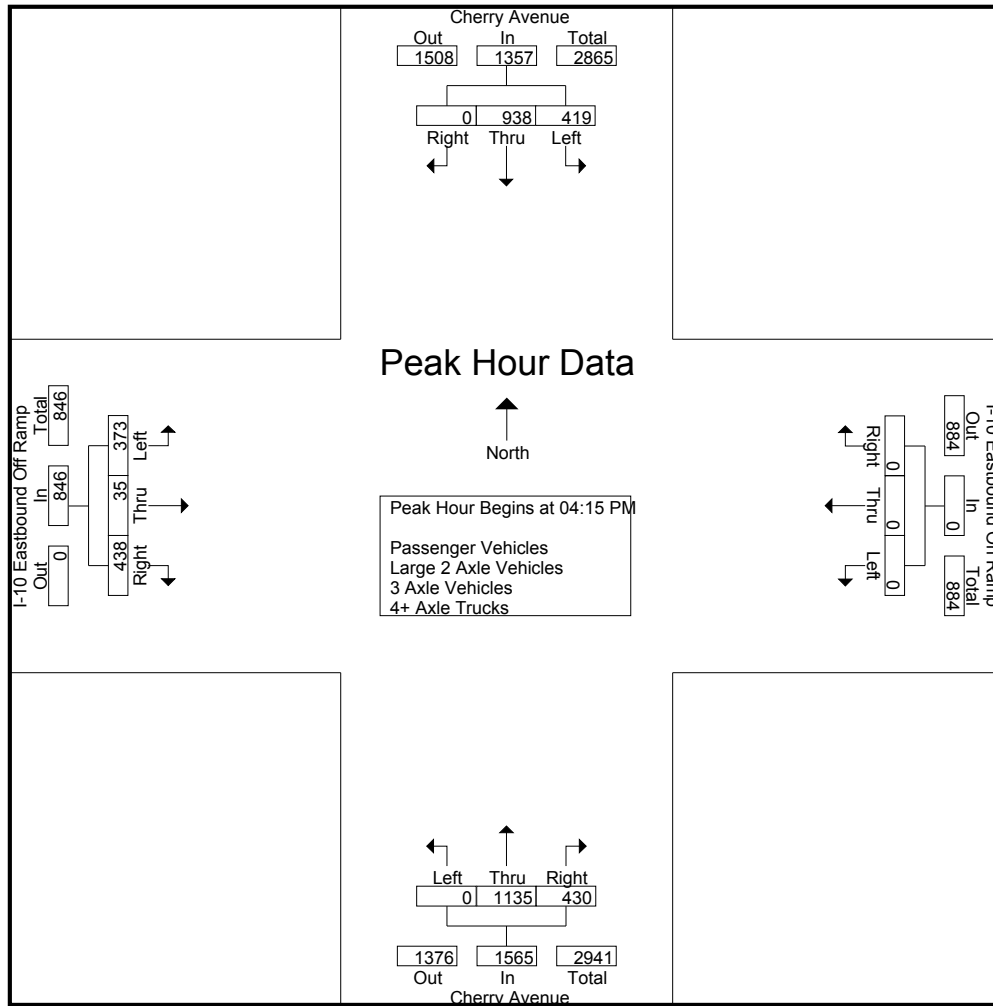 Cherry Avenue
Out In Total
1508 1357 2865
0 938 419
Right Thru Left
Peak Hour Data
North
Peak Hour Begins at 04:15 PM
Passenger Vehicles
Large 2 Axle Vehicles
3 Axle Vehicles
4+ Axle Trucks
I-10 Eastbound Off Ramp
Out In Total
0 846 846
Left Thru Right
373 35 438
I-10 Eastbound Off Ramp
Out In Total
884 0 884
Right Thru Left
0 0 0
Left Thru Right
0 1135 430
1376 1565 2941
Out In Total
Cherry Avenue